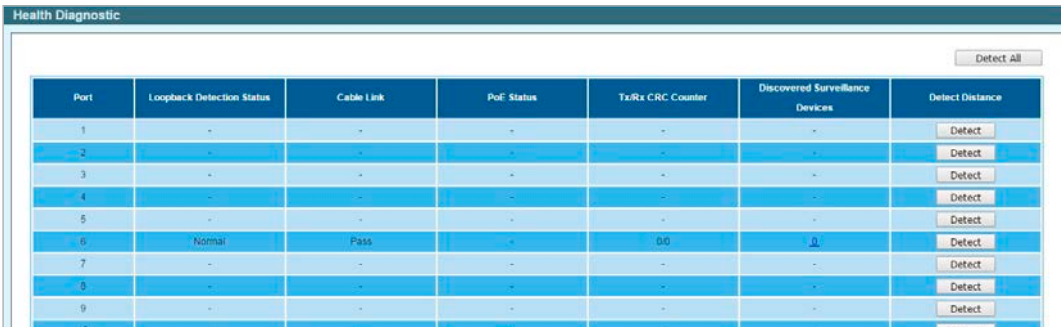 Health Diagnostic
Detect All
Port Loopback Detection Status Cable Link PoE Status Tx/Rx CRC Counter Discovered Surveillance Devices Detect Distance
1 - - - - - Detect
2 - - - - - Detect
3 - - - - - Detect
4 - - - - - Detect
5 - - - - - Detect
6 Normal Pass - 0/0 0 Detect
7 - - - - - Detect
8 - - - - - Detect
9 - - - - - Detect